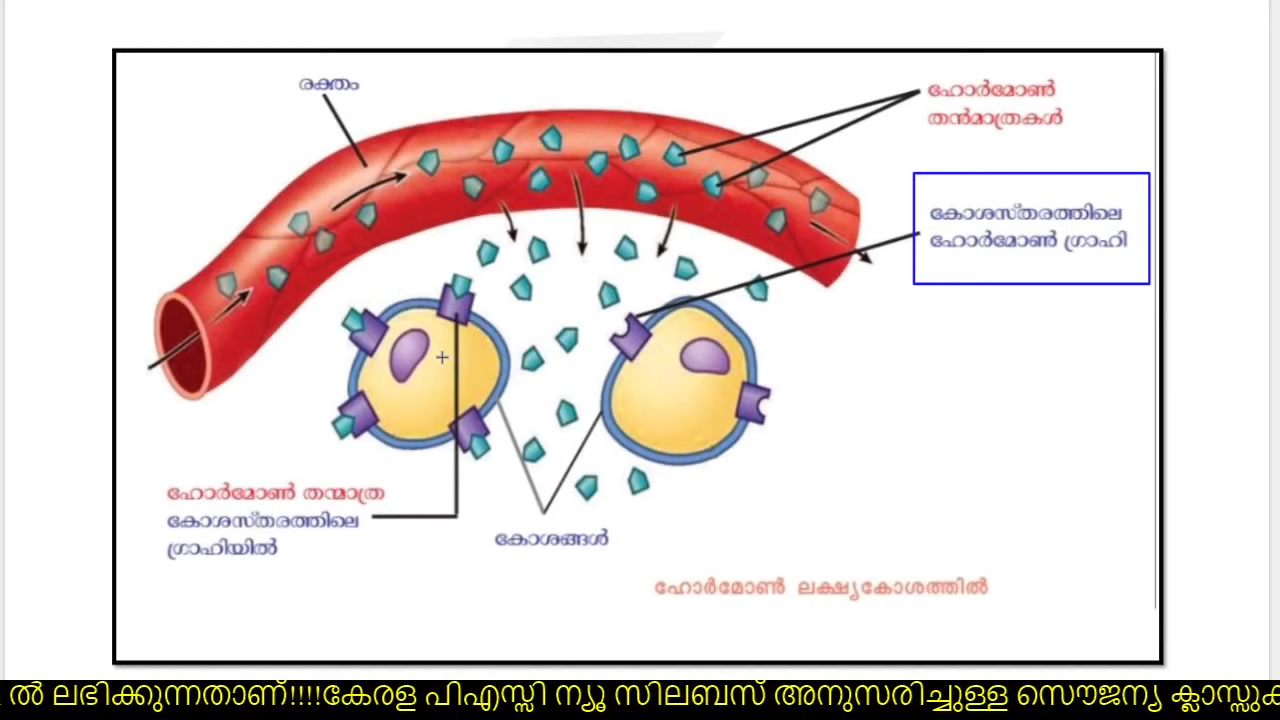 രക്തം
ഹോർമോൺ
തൻമാത്രകൾ
കോശസ്തരത്തിലെ
ഹോർമോൺ ഗ്രാഹി
ഹോർമോൺ തന്മാത്ര
കോശസ്തരത്തിലെ
ഗ്രാഹിയിൽ
കോശങ്ങൾ
ഹോർമോൺ ലക്ഷ്യകോശത്തിൽ
ൽ ലഭിക്കുന്നതാണ്!!!!കേരള പിഎസ്സി ന്യൂ സിലബസ് അനുസരിച്ചുള്ള സൌജന്യ